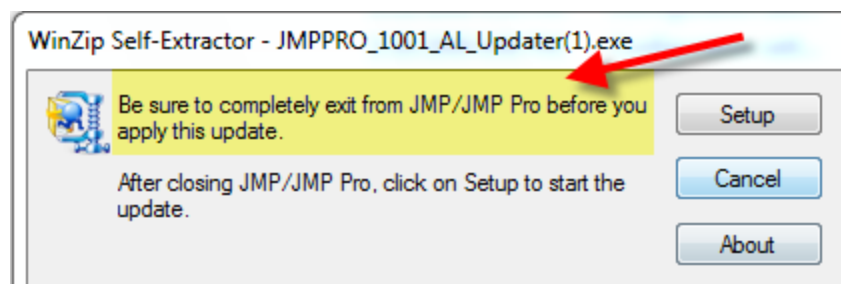 WinZip Self-Extractor - JMPPRO_1001_AL_Updater(1).exe
Be sure to completely exit from JMP/JMP Pro before you
apply this update.
Setup
After closing JMP/JMP Pro, click on Setup to start the
update.
Cancel
About